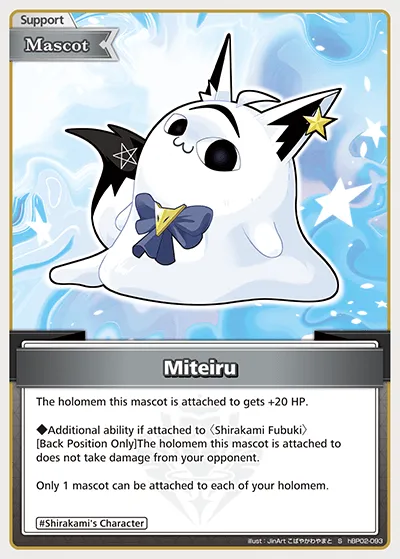 Support
Mascot
Miteiru
The holomem this mascot is attached to gets +20 HP.
◆Additional ability if attached to 〈Shirakami Fubuki〉
[Back Position Only]The holomem this mascot is attached to
does not take damage from your opponent.
Only 1 mascot can be attached to each of your holomem.
#Shirakami's Character
illust : JinArt こばやかわやまと S hBP02-093